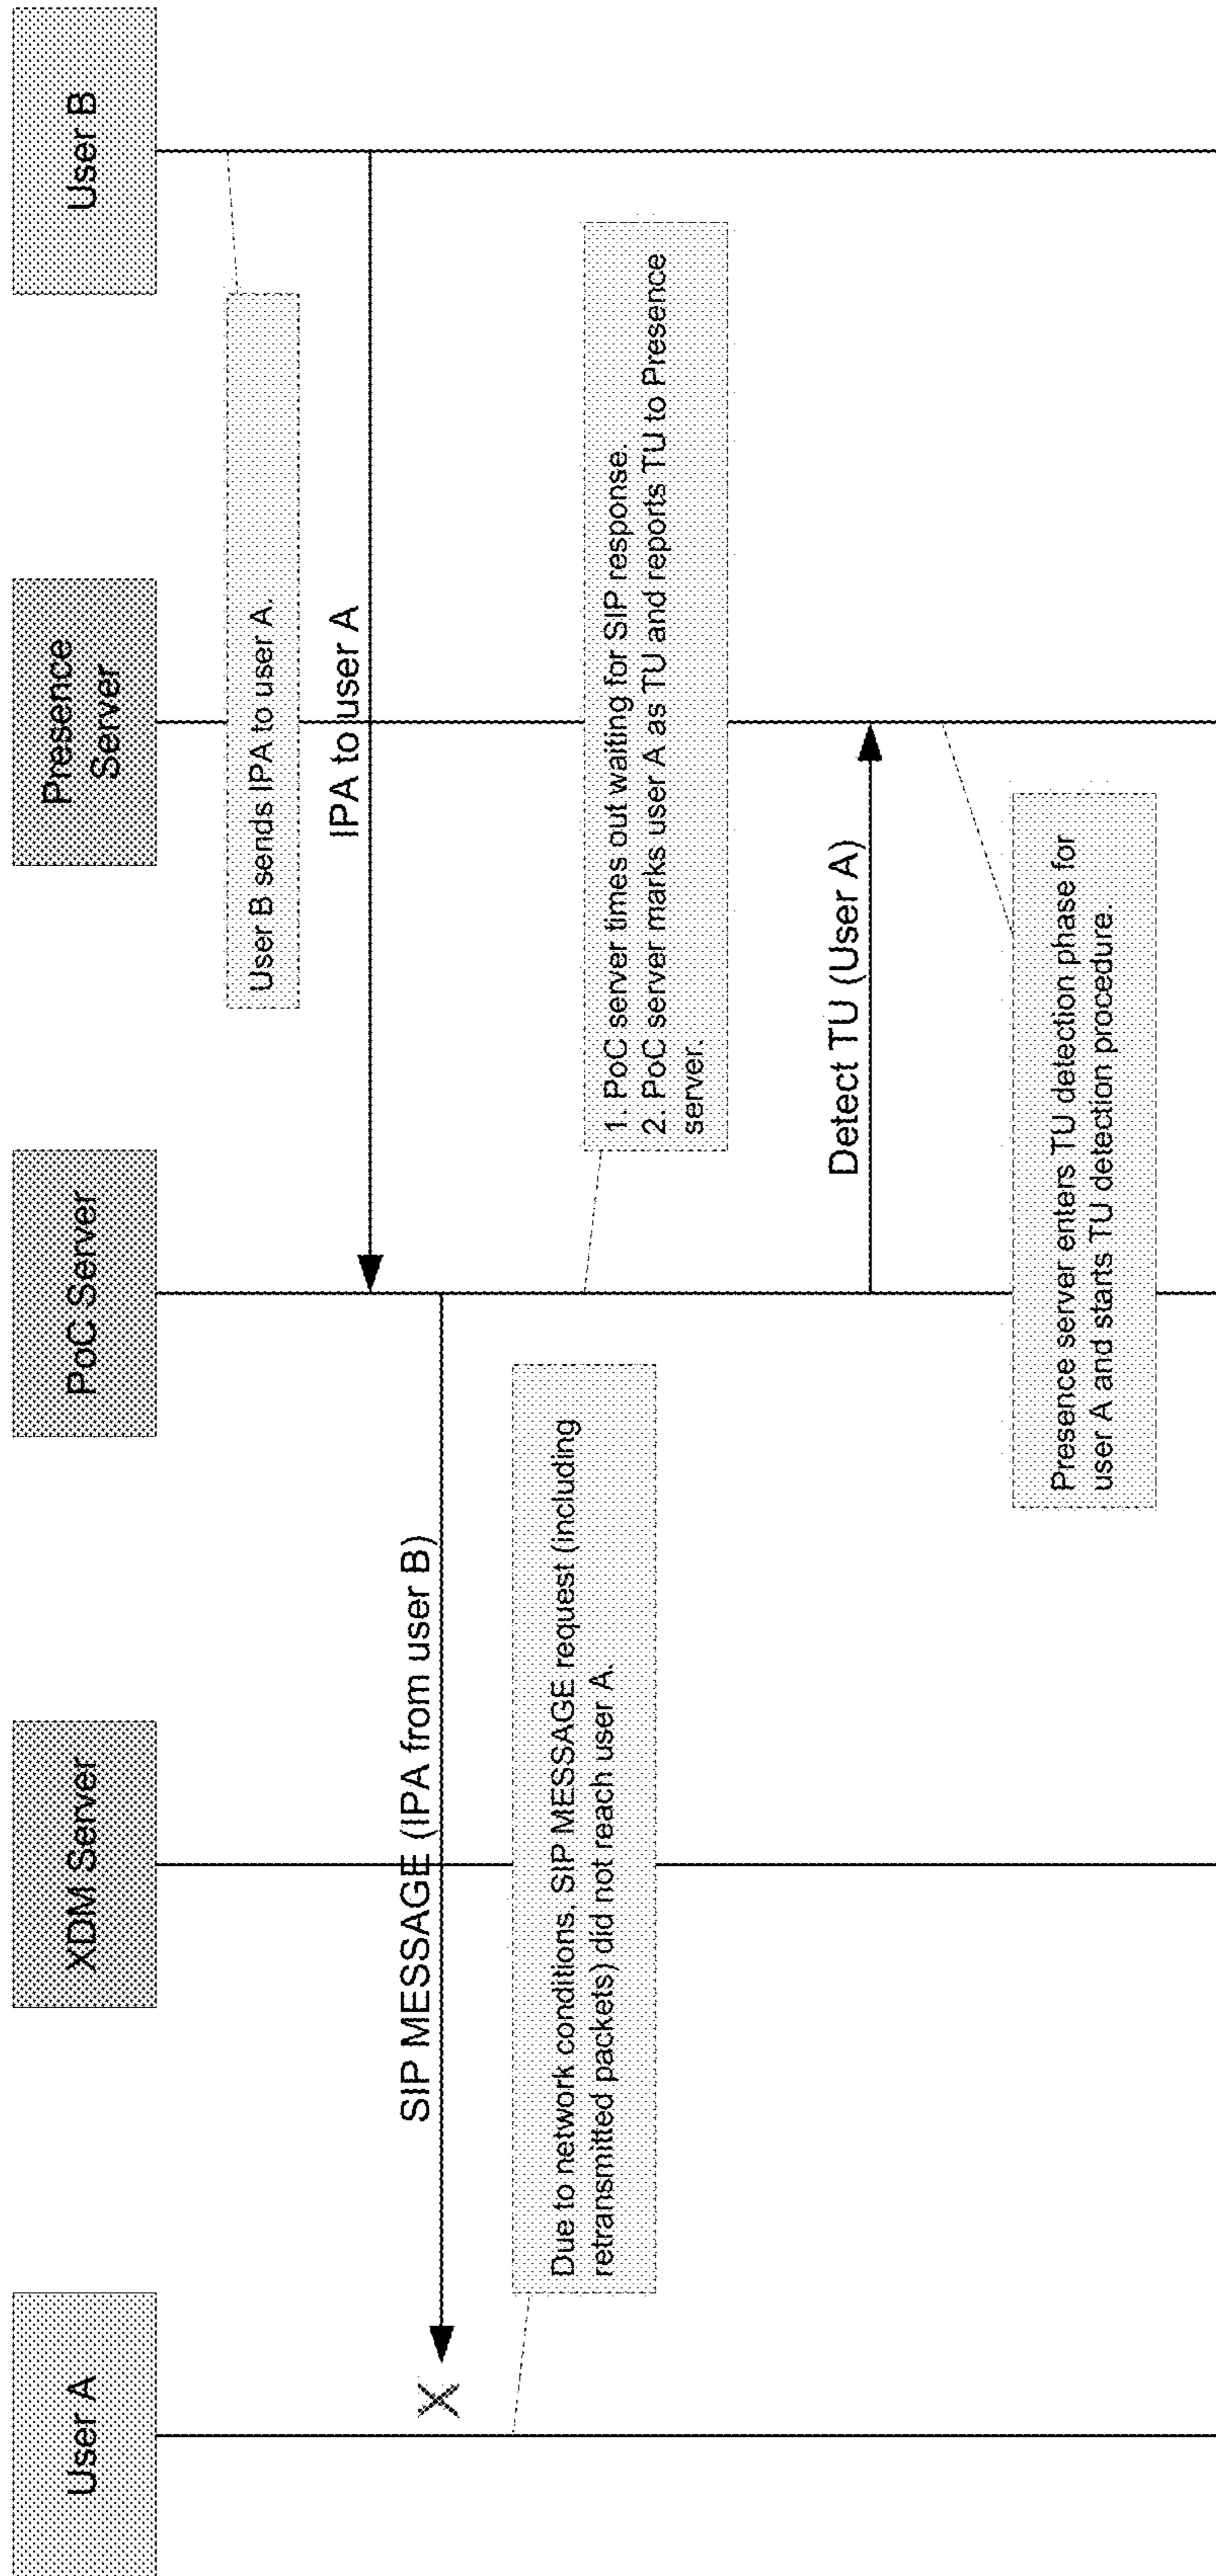 User A
XDM Server
PoC Server
Presence
Server
User B
User B sends IPA to user A.
IPA to user A
SIP MESSAGE (IPA from user B)
Due to network conditions, SIP MESSAGE request (including
retransmitted packets) did not reach user A.
X
1. PoC server times out waiting for SIP response.
2. PoC server marks user A as TU and reports TU to Presence
server.
Detect TU (User A)
Presence server enters TU detection phase for
user A and starts TU detection procedure.